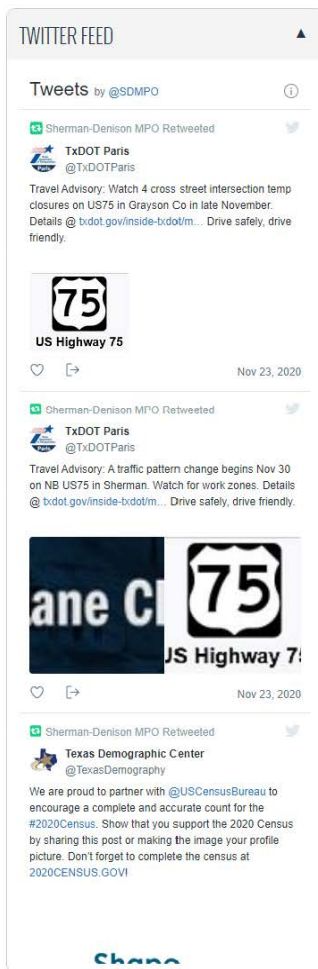 TWITTER FEED
Tweets by @SDMPO
Sherman-Denison MPO Retweeted
TxDOT Paris
@TxDOTParis
Travel Advisory: Watch 4 cross street intersection temp
closures on US75 in Grayson Co in late November.
Details @ txdot.gov/inside-txdot/m… Drive safely, drive
friendly.
75
US Highway 75
Nov 23, 2020
Sherman-Denison MPO Retweeted
TxDOT Paris
@TxDOTParis
Travel Advisory: A traffic pattern change begins Nov 30
on NB US75 in Sherman. Watch for work zones. Details
@ txdot.gov/inside-txdot/m… Drive safely, drive friendly.
ane Cl
75
US Highway 7
Nov 23, 2020
Sherman-Denison MPO Retweeted
Texas Demographic Center
@TexasDemography
We are proud to partner with @USCensusBureau to
encourage a complete and accurate count for the
#2020Census. Show that you support the 2020 Census
by sharing this post or making the image your profile
picture. Don't forget to complete the census at
2020CENSUS.GOV!
Shape